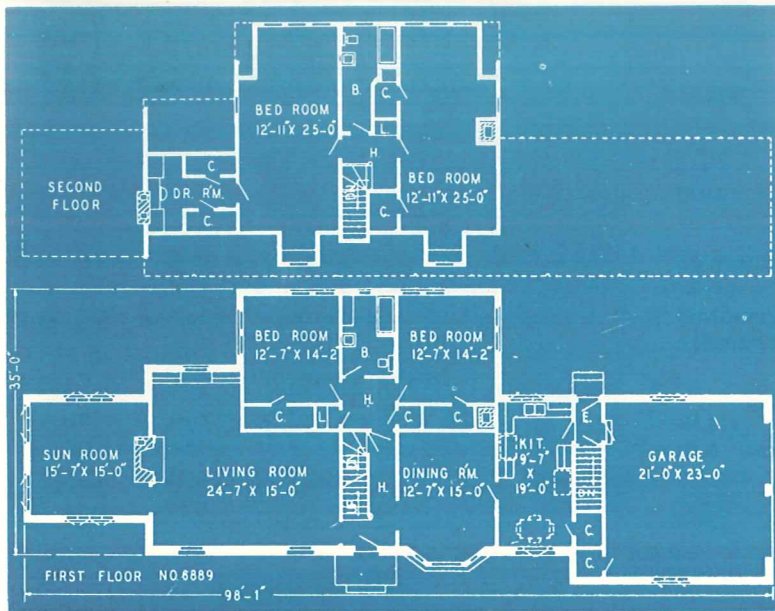 BED ROOM
12'-11" X 25'-0"
B.
C.
L.
H.
BED ROOM
12'-11" X 25'-0"
C.
DR. R'M.
C.
C.
DN
SECOND
FLOOR
BED ROOM
12'-7" X 14'-2"
B.
BED ROOM
12'-7" X 14'-2"
35'-0"
C.
L.
H.
C.
C.
E.
SUN ROOM
15'-7" X 15'-0"
LIVING ROOM
24'-7" X 15'-0"
DN
UP
H.
DINING RM.
12'-7" X 15'-0"
KIT.
9'-7"
X
19'-0"
DN
GARAGE
21'-0" X 23'-0"
C.
C.
FIRST FLOOR NO. 6889
98'-1"